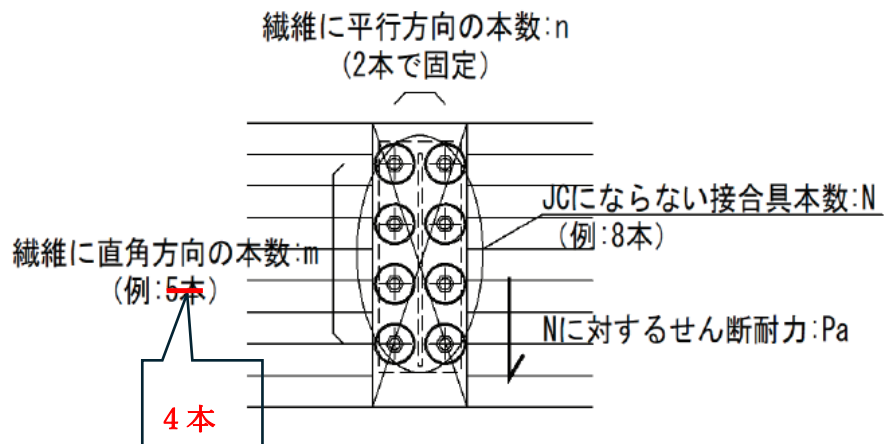 繊維に平行方向の本数:n
(2本で固定)
JCにならない接合具本数:N
(例:8本)
繊維に直角方向の本数:m
(例:5本)
Nに対するせん断耐力:Pa
4本